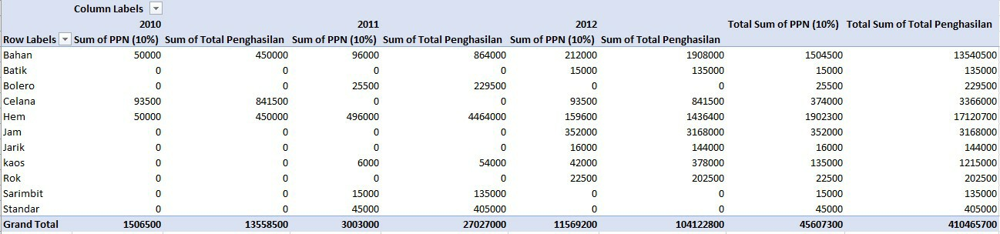 Column Labels
2010 2011 2012 Total Sum of PPN (10%) Total Sum of Total Penghasilan
Row Labels Sum of PPN (10%) Sum of Total Penghasilan Sum of PPN (10%) Sum of Total Penghasilan Sum of PPN (10%) Sum of Total Penghasilan
Bahan 50000 450000 96000 864000 212000 1908000 1504500 13540500
Batik 0 0 0 0 15000 135000 15000 135000
Bolero 0 0 25500 229500 0 0 25500 229500
Celana 93500 841500 0 0 93500 841500 374000 3366000
Hem 50000 450000 496000 4464000 159600 1436400 1902300 17120700
Jam 0 0 0 0 352000 3168000 352000 3168000
Jarik 0 0 0 0 16000 144000 16000 144000
kaos 0 0 6000 54000 42000 378000 135000 1215000
Rok 0 0 0 0 22500 202500 22500 202500
Sarimbit 0 0 15000 135000 0 0 15000 135000
Standar 0 0 45000 405000 0 0 45000 405000
Grand Total 1506500 13558500 3003000 27027000 11569200 104122800 45607300 410465700